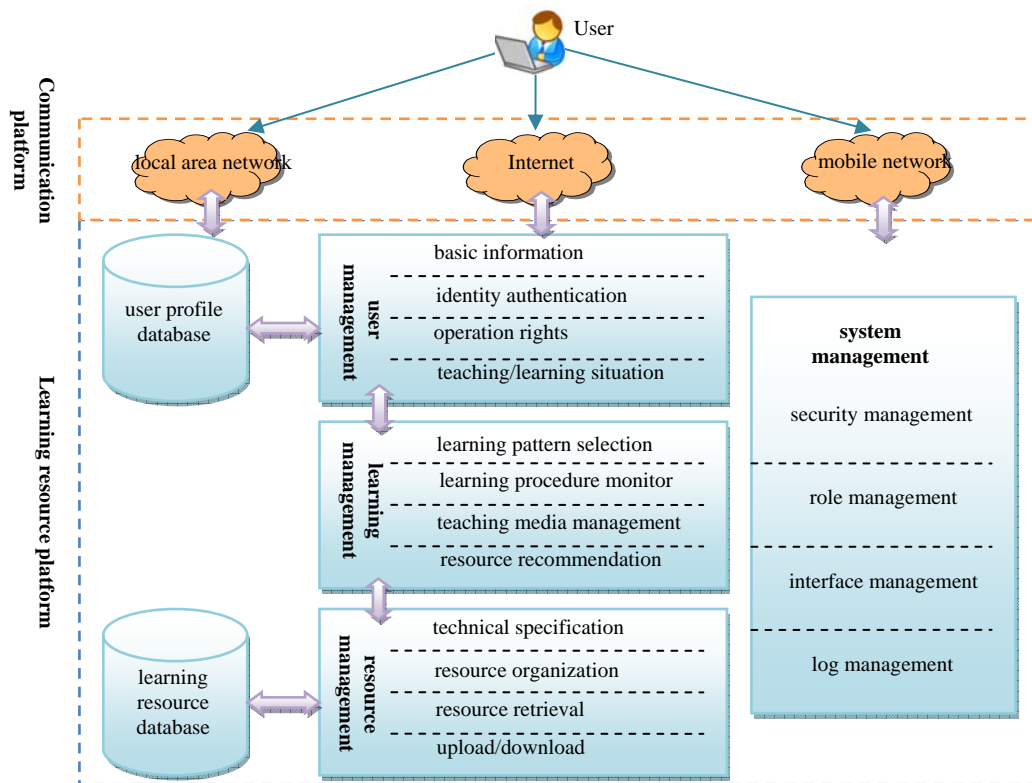 User
Communication
platform
local area network
Internet
mobile network
Learning resource platform
user profile
database
user
management
basic information
identity authentication
operation rights
teaching/learning situation
learning
management
learning pattern selection
learning procedure monitor
teaching media management
resource recommendation
learning
resource
database
resource
management
technical specification
resource organization
resource retrieval
upload/download
system
management
security management
role management
interface management
log management